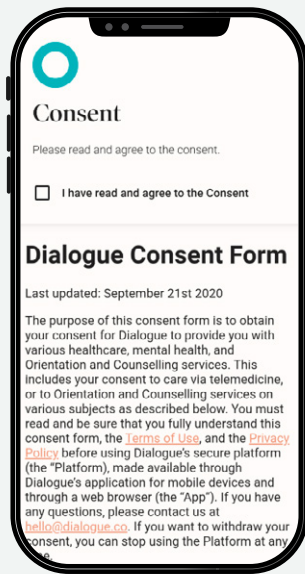 Consent
Please read and agree to the consent.
I have read and agree to the Consent
Dialogue Consent Form
Last updated: September 21st 2020
The purpose of this consent form is to obtain
your consent for Dialogue to provide you with
various healthcare, mental health, and
Orientation and Counselling services. This
includes your consent to care via telemedicine,
or to Orientation and Counselling services on
various subjects as described below. You must
read and be sure that you fully understand this
consent form, the Terms of Use, and the Privacy
Policy before using Dialogue's secure platform
(the "Platform), made available through
Dialogue's application for mobile devices and
through a web browser (the "App"). If you have
any questions, please contact us at
hello@dialogue.co. If you want to withdraw your
consent, you can stop using the Platform at any